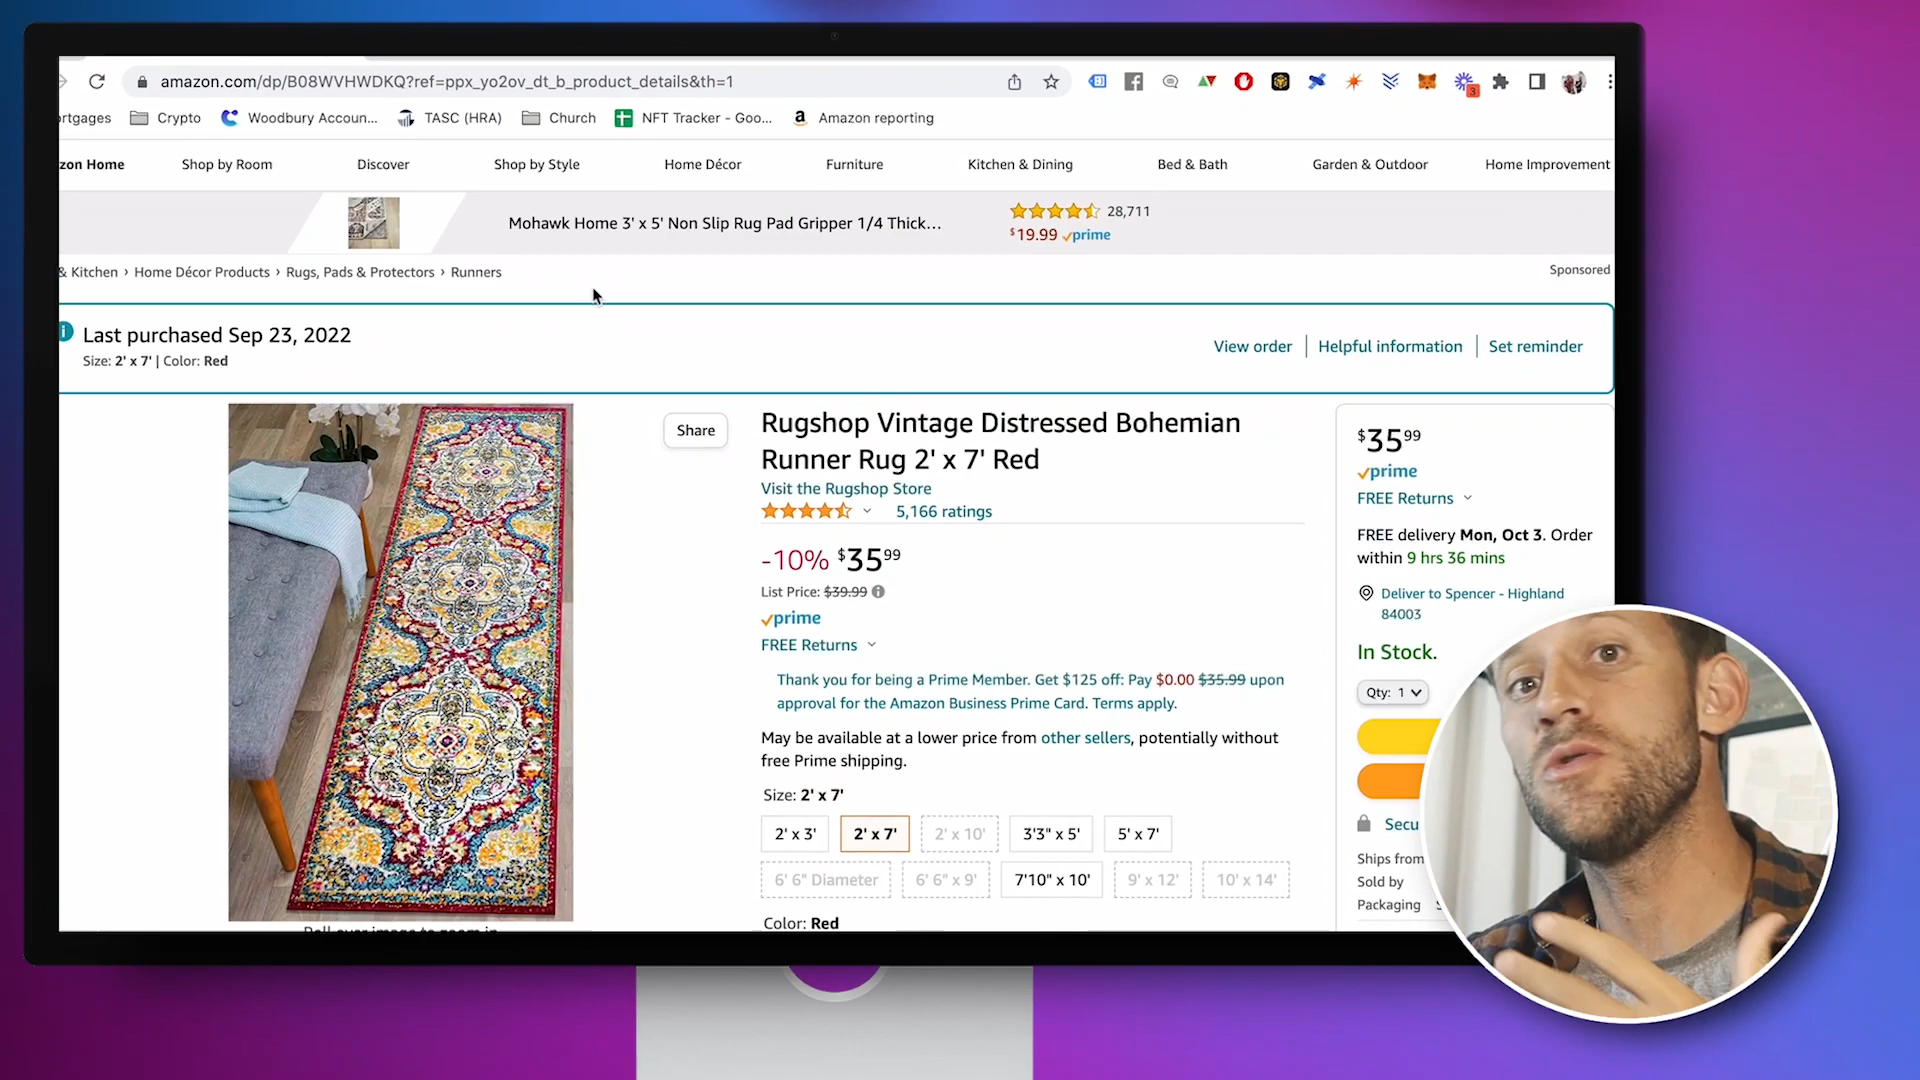 amazon.com/dp/B08WVHWDKQ?ref=ppx_yo2ov_dt_b_product_details&th=1
3
ortgages Crypto Woodbury Accoun... TASC (HRA) Church NFT Tracker - Goo... Amazon reporting
zon Home Shop by Room Discover Shop by Style Home Décor Furniture Kitchen & Dining Bed & Bath Garden & Outdoor Home Improvement
Mohawk Home 3' x 5' Non Slip Rug Pad Gripper 1/4 Thick...
28,711
$19.99 prime
& Kitchen › Home Décor Products › Rugs, Pads & Protectors › Runners
Sponsored
Last purchased Sep 23, 2022
Size: 2' x 7' | Color: Red
View order Helpful information Set reminder
Share
Rugshop Vintage Distressed Bohemian
Runner Rug 2' x 7' Red
Visit the Rugshop Store
5,166 ratings
-10% $35 99
List Price: $39.99
prime
FREE Returns
Thank you for being a Prime Member. Get $125 off: Pay $0.00 $35.99 upon
approval for the Amazon Business Prime Card. Terms apply.
May be available at a lower price from other sellers, potentially without
free Prime shipping.
Size: 2' x 7'
2' x 3' 2' x 7' 2' x 10' 3'3" x 5' 5' x 7'
6' 6" Diameter 6' 6" x 9' 7'10" x 10' 9' x 12' 10' x 14'
Color: Red
$35 99
prime
FREE Returns
FREE delivery Mon, Oct 3. Order
within 9 hrs 36 mins
Deliver to Spencer - Highland
84003
In Stock.
Qty: 1
Secu
Ships from
Sold by
Packaging
Roll over image to zoom in